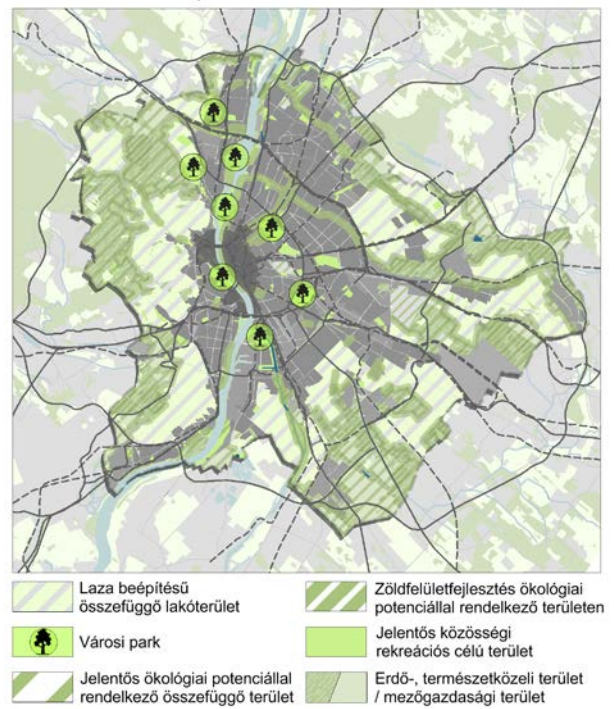 Laza beépítésű
összefüggő lakóterület
Városi park
Jelentős ökológiai potenciállal
rendelkező összefüggő terület
Zöldfelületfejlesztés ökológiai
potenciállal rendelkező területen
Jelentős közösségi
rekreációs célú terület
Erdő-, természetközeli terület
/ mezőgazdasági terület